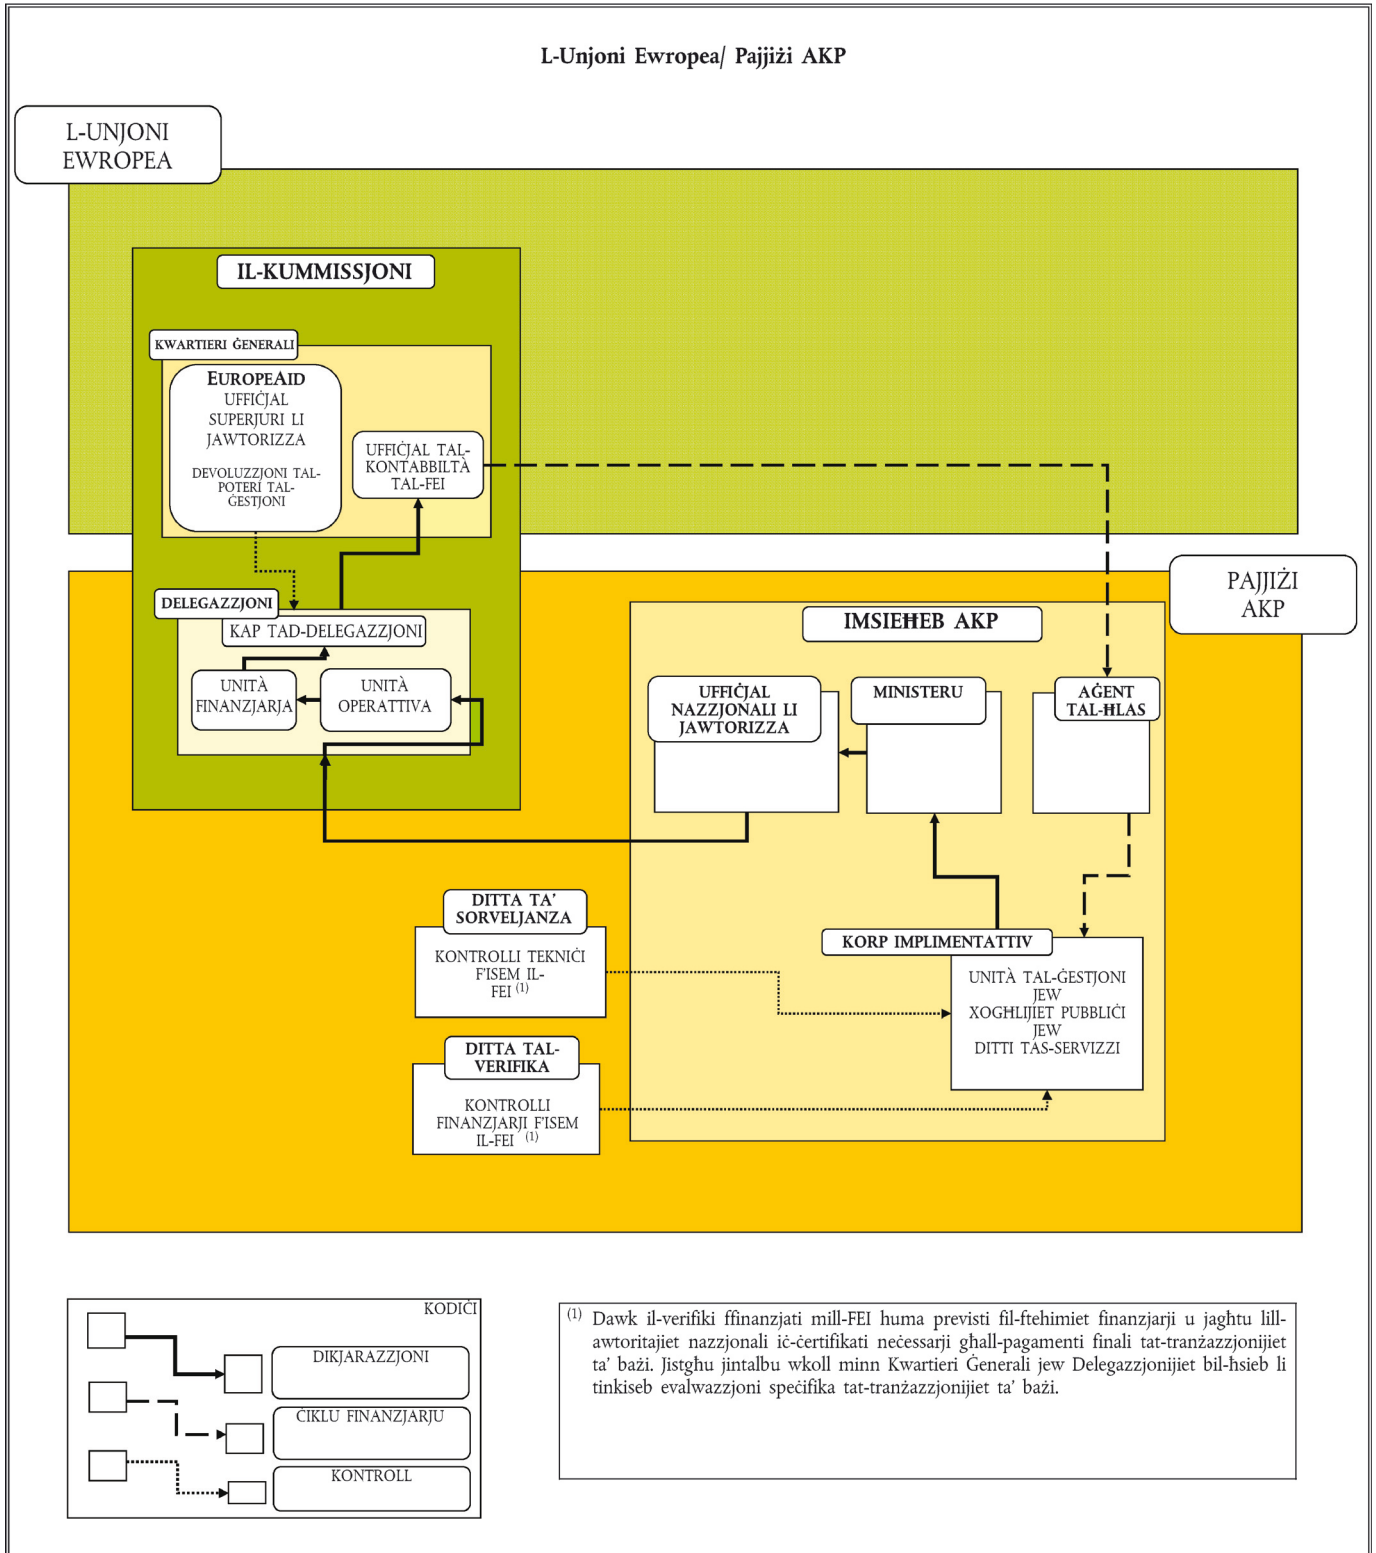 L-Unjoni Ewropea/ Pajjiżi AKP
L-UNJONI
EWROPEA
IL-KUMMISSJONI
KWARTIERI ĠENERALI
EUROPEAID
UFFIĊJAL
SUPERJURI LI
JAWTORIZZA
DEVOLUZZJONI TAL-
POTERI TAL-
ĠESTJONI
UFFIĊJAL TAL-
KONTABBILTÀ
TAL-FEI
DELEGAZZJONI
KAP TAD-DELEGAZZJONI
UNITÀ
FINANZJARJA
UNITÀ
OPERATTIVA
PAJJIŻI
AKP
IMSIEĦEB AKP
UFFIĊJAL
NAZZJONALI LI
JAWTORIZZA
MINISTERU
AĠENT
TAL-ĦLAS
DITTA TA'
SORVELJANZA
KONTROLLI TEKNIĊI
F'ISEM IL-
FEI (1)
KORP IMPLIMENTATTIV
UNITÀ TAL-ĠESTJONI
JEW
XOGĦLIJIET PUBBLIĊI
JEW
DITTI TAS-SERVIZZI
DITTA TAL-
VERIFIKA
KONTROLLI
FINANZJARJI F'ISEM
IL-FEI (1)
KODIĊI
DIKJARAZZJONI
ĊIKLU FINANZJARJU
KONTROLL
(1) Dawk il-verifiki ffinanzjati mill-FEI huma previsti fil-ftehimiet finanzjarji u jagħtu lill-
awtoritajiet nazzjonali iċ-ċertifikati neċessarji għall-pagamenti finali tat-tranżazzjonijiet
ta' bażi. Jistgħu jintalbu wkoll minn Kwartieri Ġenerali jew Delegazzjonijiet bil-ħsieb li
tinkiseb evalwazzjoni speċifika tat-tranżazzjonijiet ta' bażi.